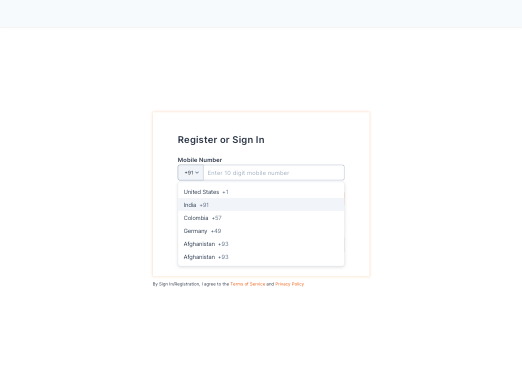 Register or Sign In
Mobile Number
+91 Enter 10 digit mobile number
United States +1
India +91
Colombia +57
Germany +49
Afghanistan +93
Afghanistan +93
By Sign In/Registration, I agree to the Terms of Service and Privacy Policy